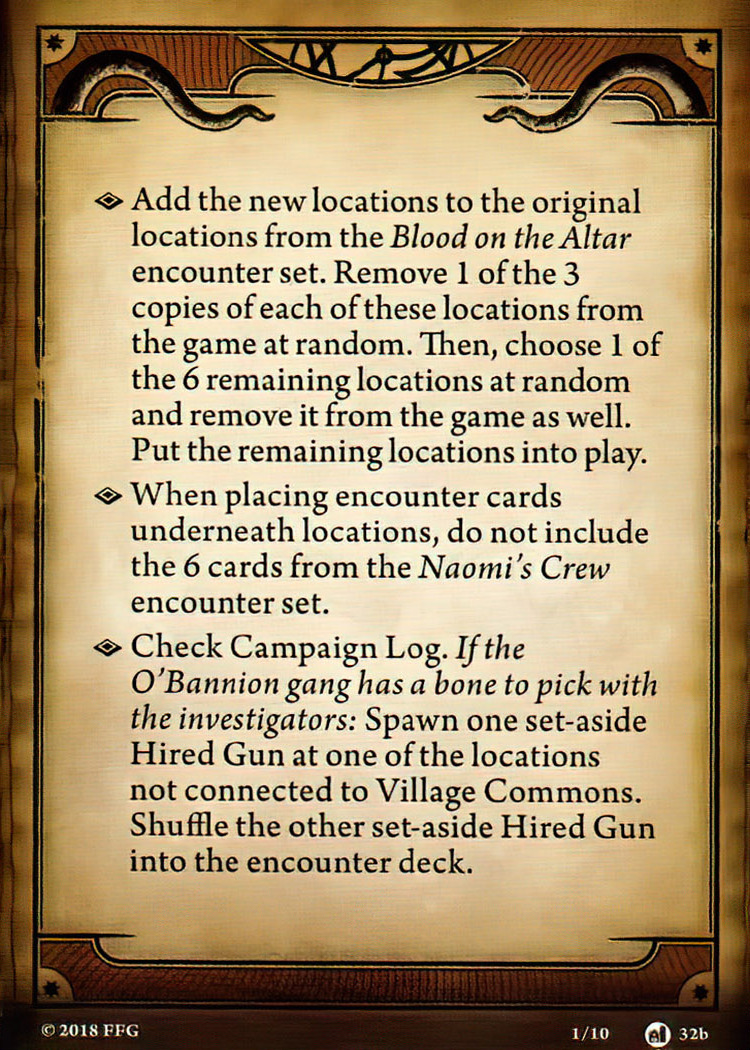 Add the new locations to the original
locations from the Blood on the Altar
encounter set. Remove 1 of the 3
copies of each of these locations from
the game at random. Then, choose 1 of
the 6 remaining locations at random
and remove it from the game as well.
Put the remaining locations into play.
When placing encounter cards
underneath locations, do not include
the 6 cards from the Naomi's Crew
encounter set.
Check Campaign Log. If the
O'Bannion gang has a bone to pick with
the investigators: Spawn one set-aside
Hired Gun at one of the locations
not connected to Village Commons.
Shuffle the other set-aside Hired Gun
into the encounter deck.
© 2018 FFG 1/10 32b